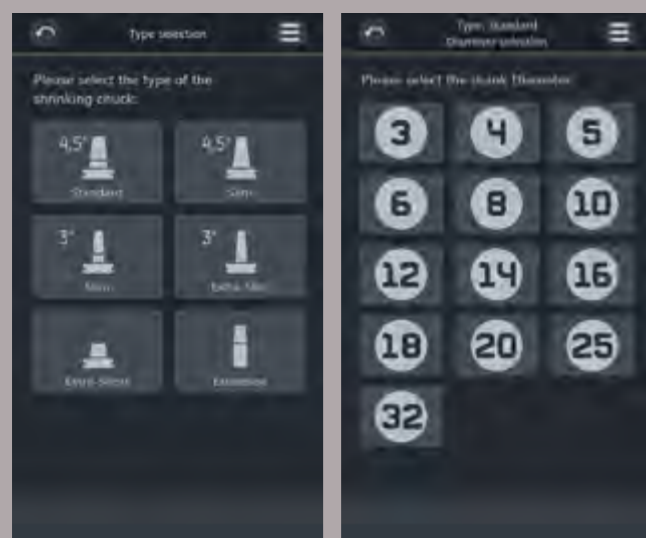 Type selection
Please select the type of the
shrinking chuck:
4,5°
Standard
4,5°
3°
3°
Extra-Slim
Extra-Short
Extension
Type: Standard
Diameter selection
Please select the shank Diameter:
3
4
5
6
8
10
12
14
16
18
20
25
32